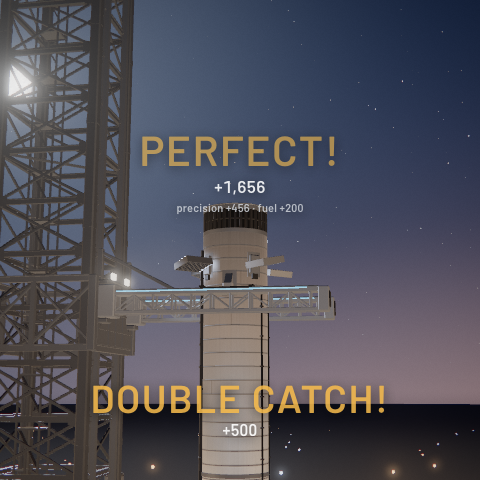 PERFECT!
+1,656
precision +456 · fuel +200
DOUBLE CATCH!
+500